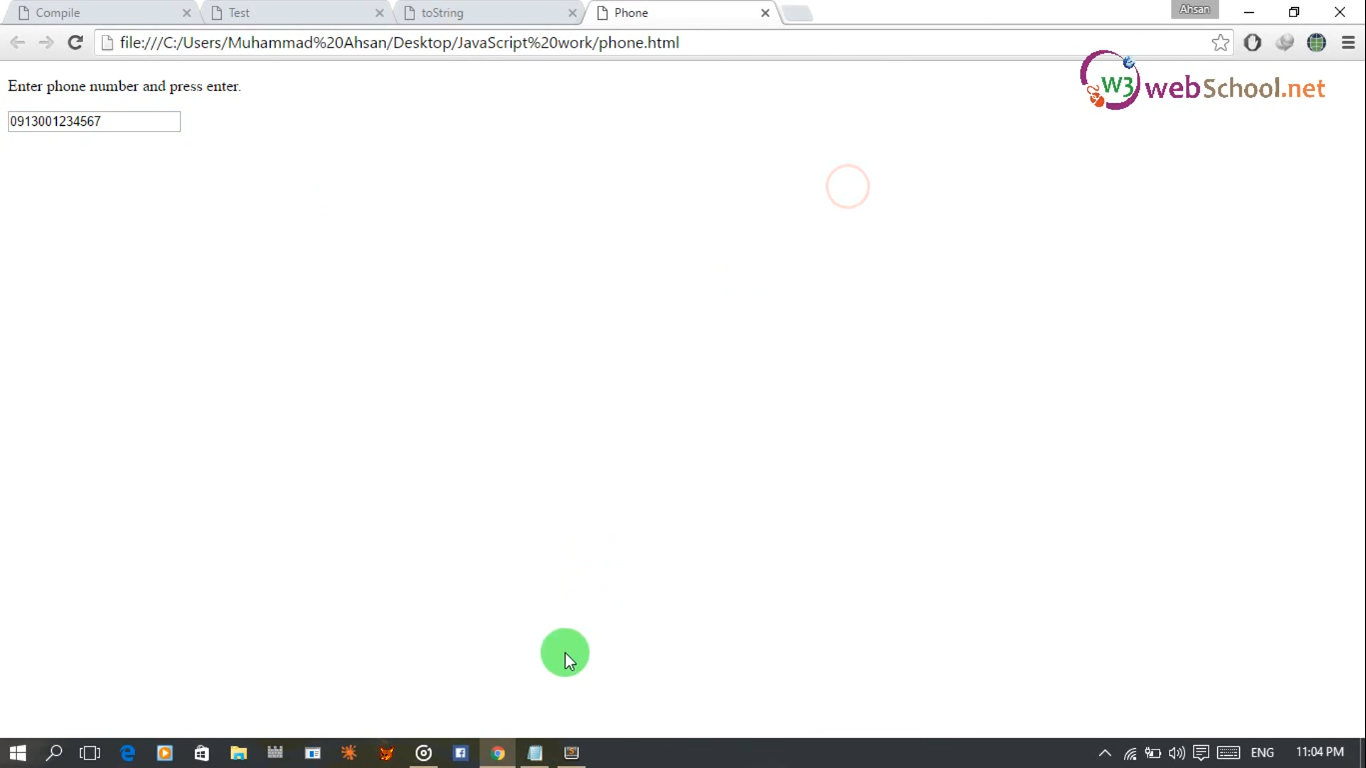 Compile
Test
toString
Phone
Ahsan
file:///C:/Users/Muhammad%20Ahsan/Desktop/JavaScript%20work/phone.html
Enter phone number and press enter.
W3 webSchool.net
0913001234567
ENG
11:04 PM